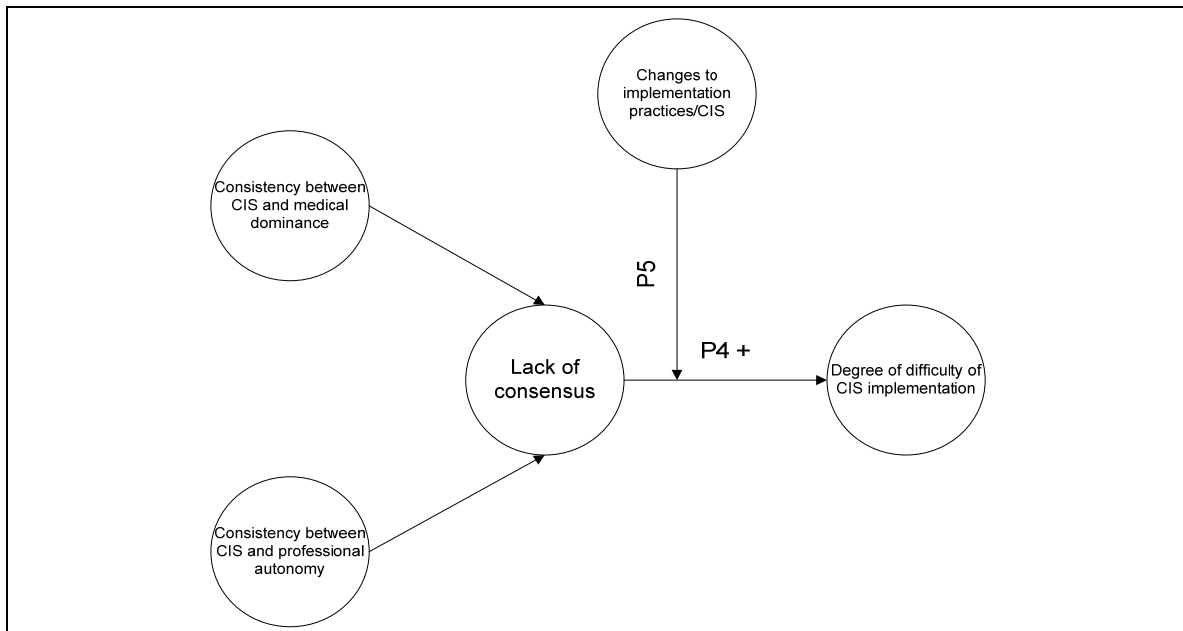 Changes to
implementation
practices/CIS
Consistency between
CIS and medical
dominance
P5
P4 +
Lack of
consensus
Degree of difficulty of
CIS implementation
Consistency between
CIS and professional
autonomy